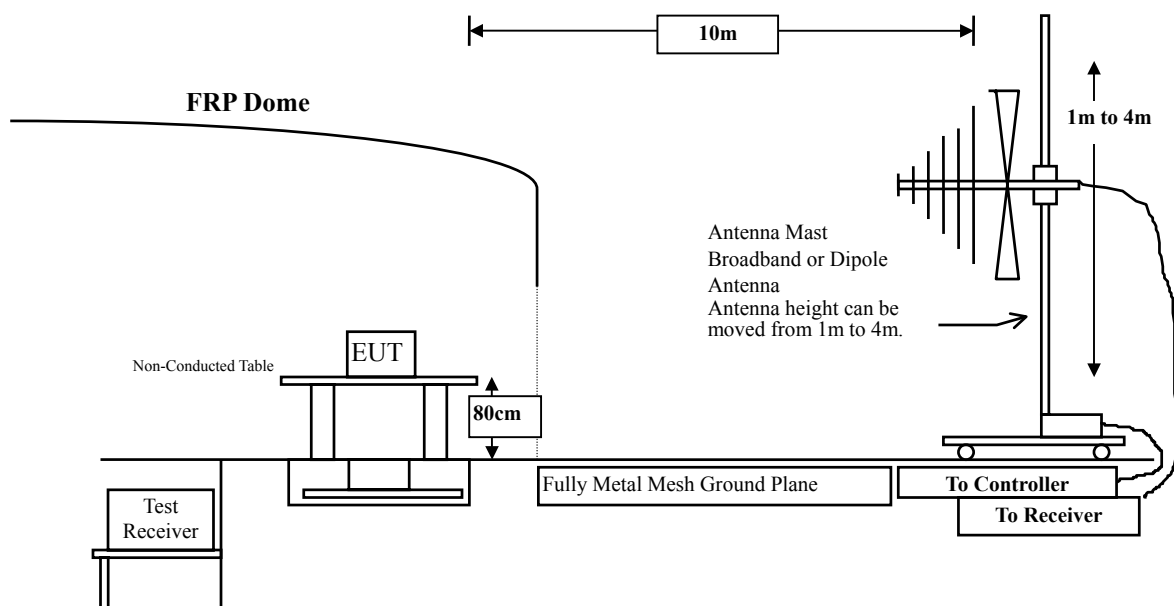 10m
FRP Dome
1m to 4m
Antenna Mast
Broadband or Dipole
Antenna
Antenna height can be
moved from 1m to 4m.
EUT
Non-Conducted Table
80cm
Fully Metal Mesh Ground Plane
To Controller
To Receiver
Test
Receiver